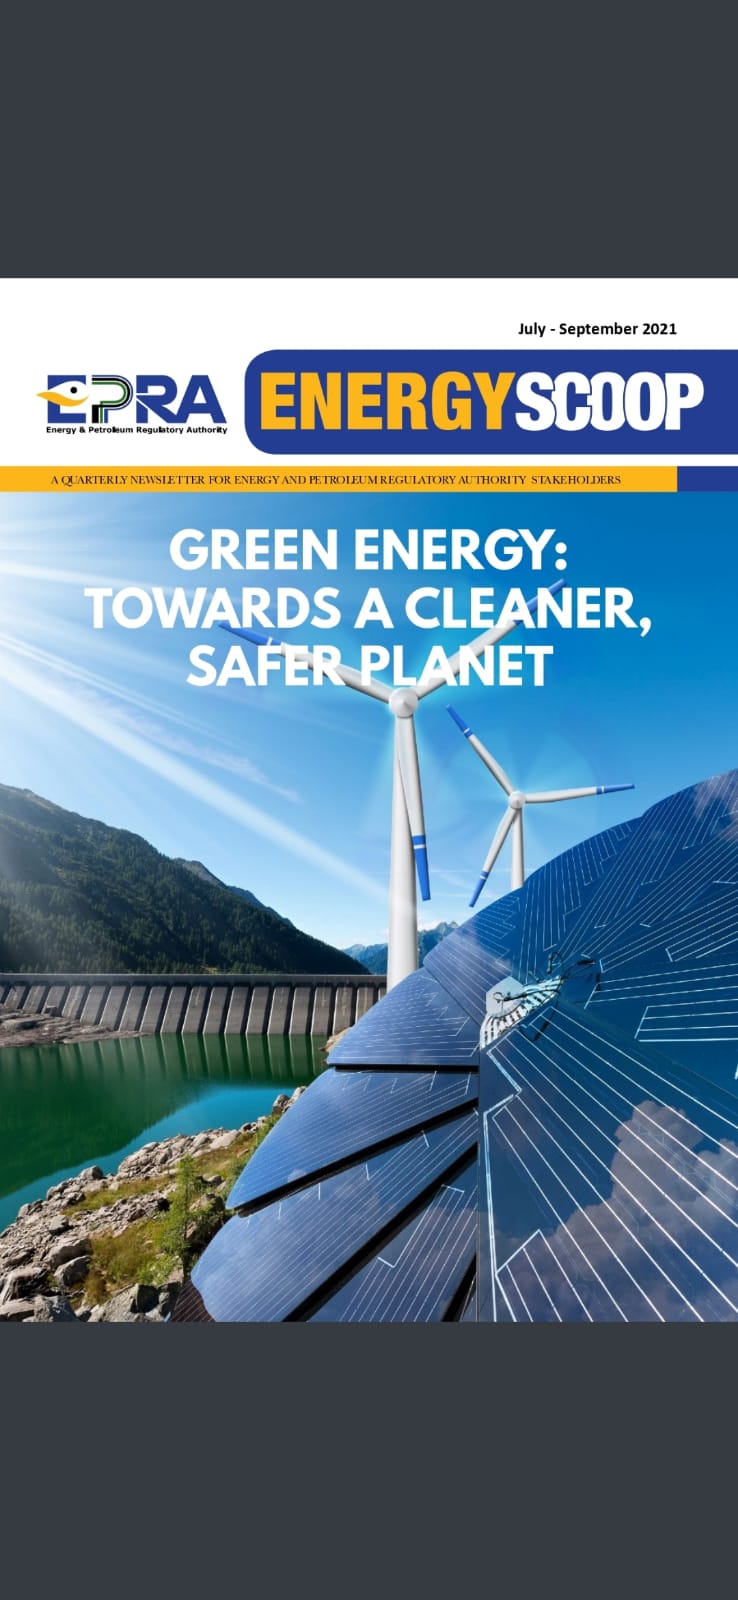 July - September 2021
EPRA
Energy & Petroleum Regulatory Authority
ENERGYSCOOP
A QUARTERLY NEWSLETTER FOR ENERGY AND PETROLEUM REGULATORY AUTHORITY STAKEHOLDERS
GREEN ENERGY:
TOWARDS A CLEANER,
SAFER PLANET